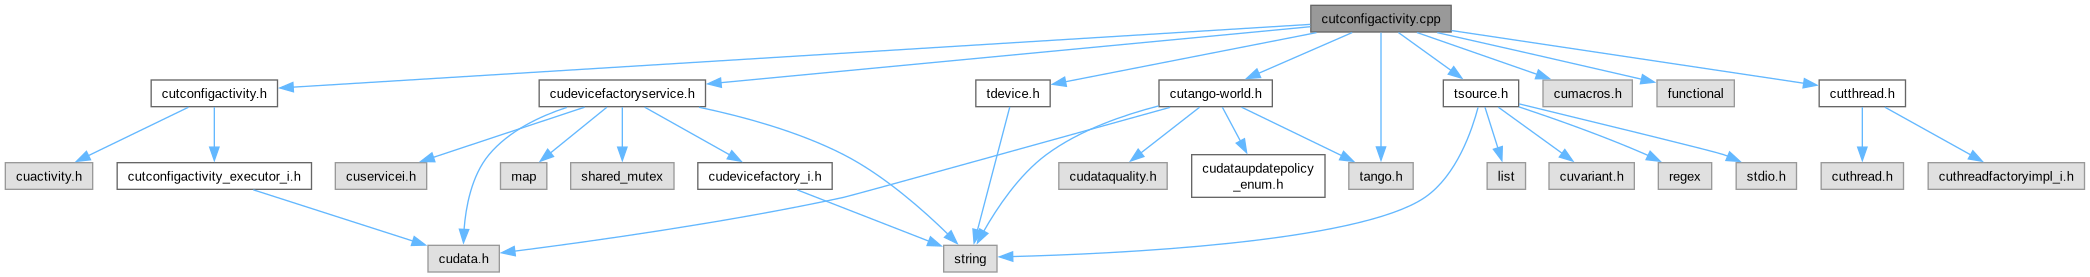 cutconfigactivity.cpp
cutconfigactivity.h
cudevicefactoryservice.h
tdevice.h
cutango-world.h
tsource.h
cumacros.h
functional
cutthread.h
cuactivity.h
cutconfigactivity_executor_i.h
cuservicei.h
map
shared_mutex
cudevicefactory_i.h
cudataquality.h
cudataupdatepolicy
_enum.h
tango.h
list
cuvariant.h
regex
stdio.h
cuthread.h
cuthreadfactoryimpl_i.h
cudata.h
string